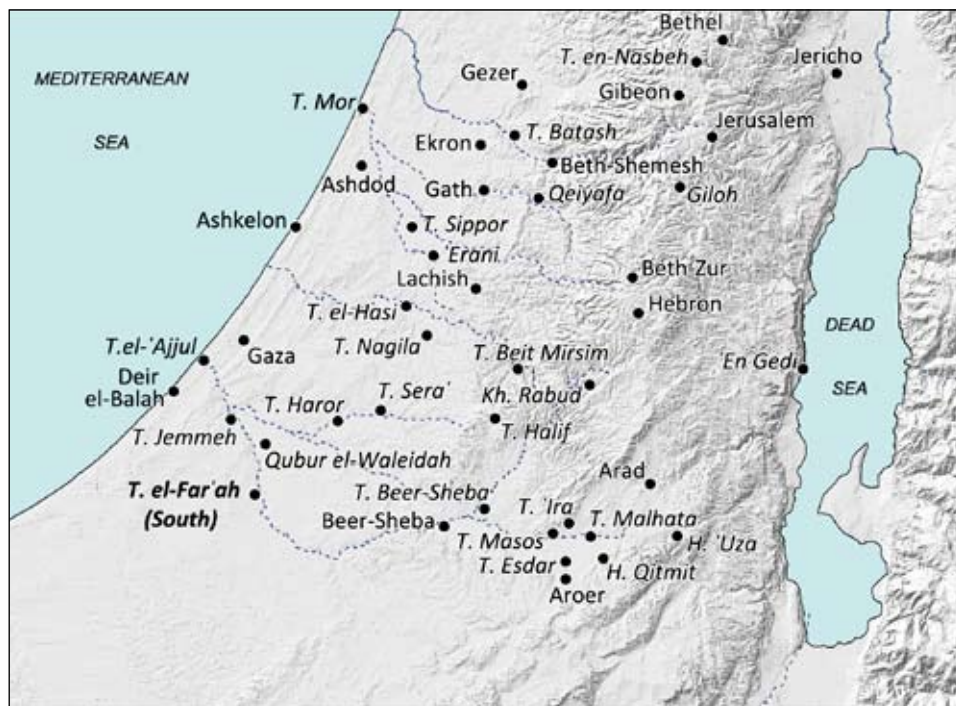 Bethel
MEDITERRANEAN
SEA
T. en-Nasbeh
Jericho
Gezer
Gibeon
T. Mor
Jerusalem
T. Batash
Ekron
Beth-Shemesh
Ashdod
Gath
Qeiyafa
Giloh
Ashkelon
T. Sippor
Erani
Beth Zur
Lachish
Hebron
T. el-Hasi
DEAD
SEA
T. Nagila
T.el-'Ajjul
Gaza
T. Beit Mirsim
En Gedi
Deir
el-Balah
T. Sera'
Kh. Rabud
T. Haror
T. Jemmeh
T. Halif
Qubur el-Waleidah
Arad
T. el-Far'ah
(South)
T. Beer-Sheba
Beer-Sheba
T. 'Ira
T. Malhata
T. Masos
H. 'Uza
T. Esdar
H. Qitmit
Aroer